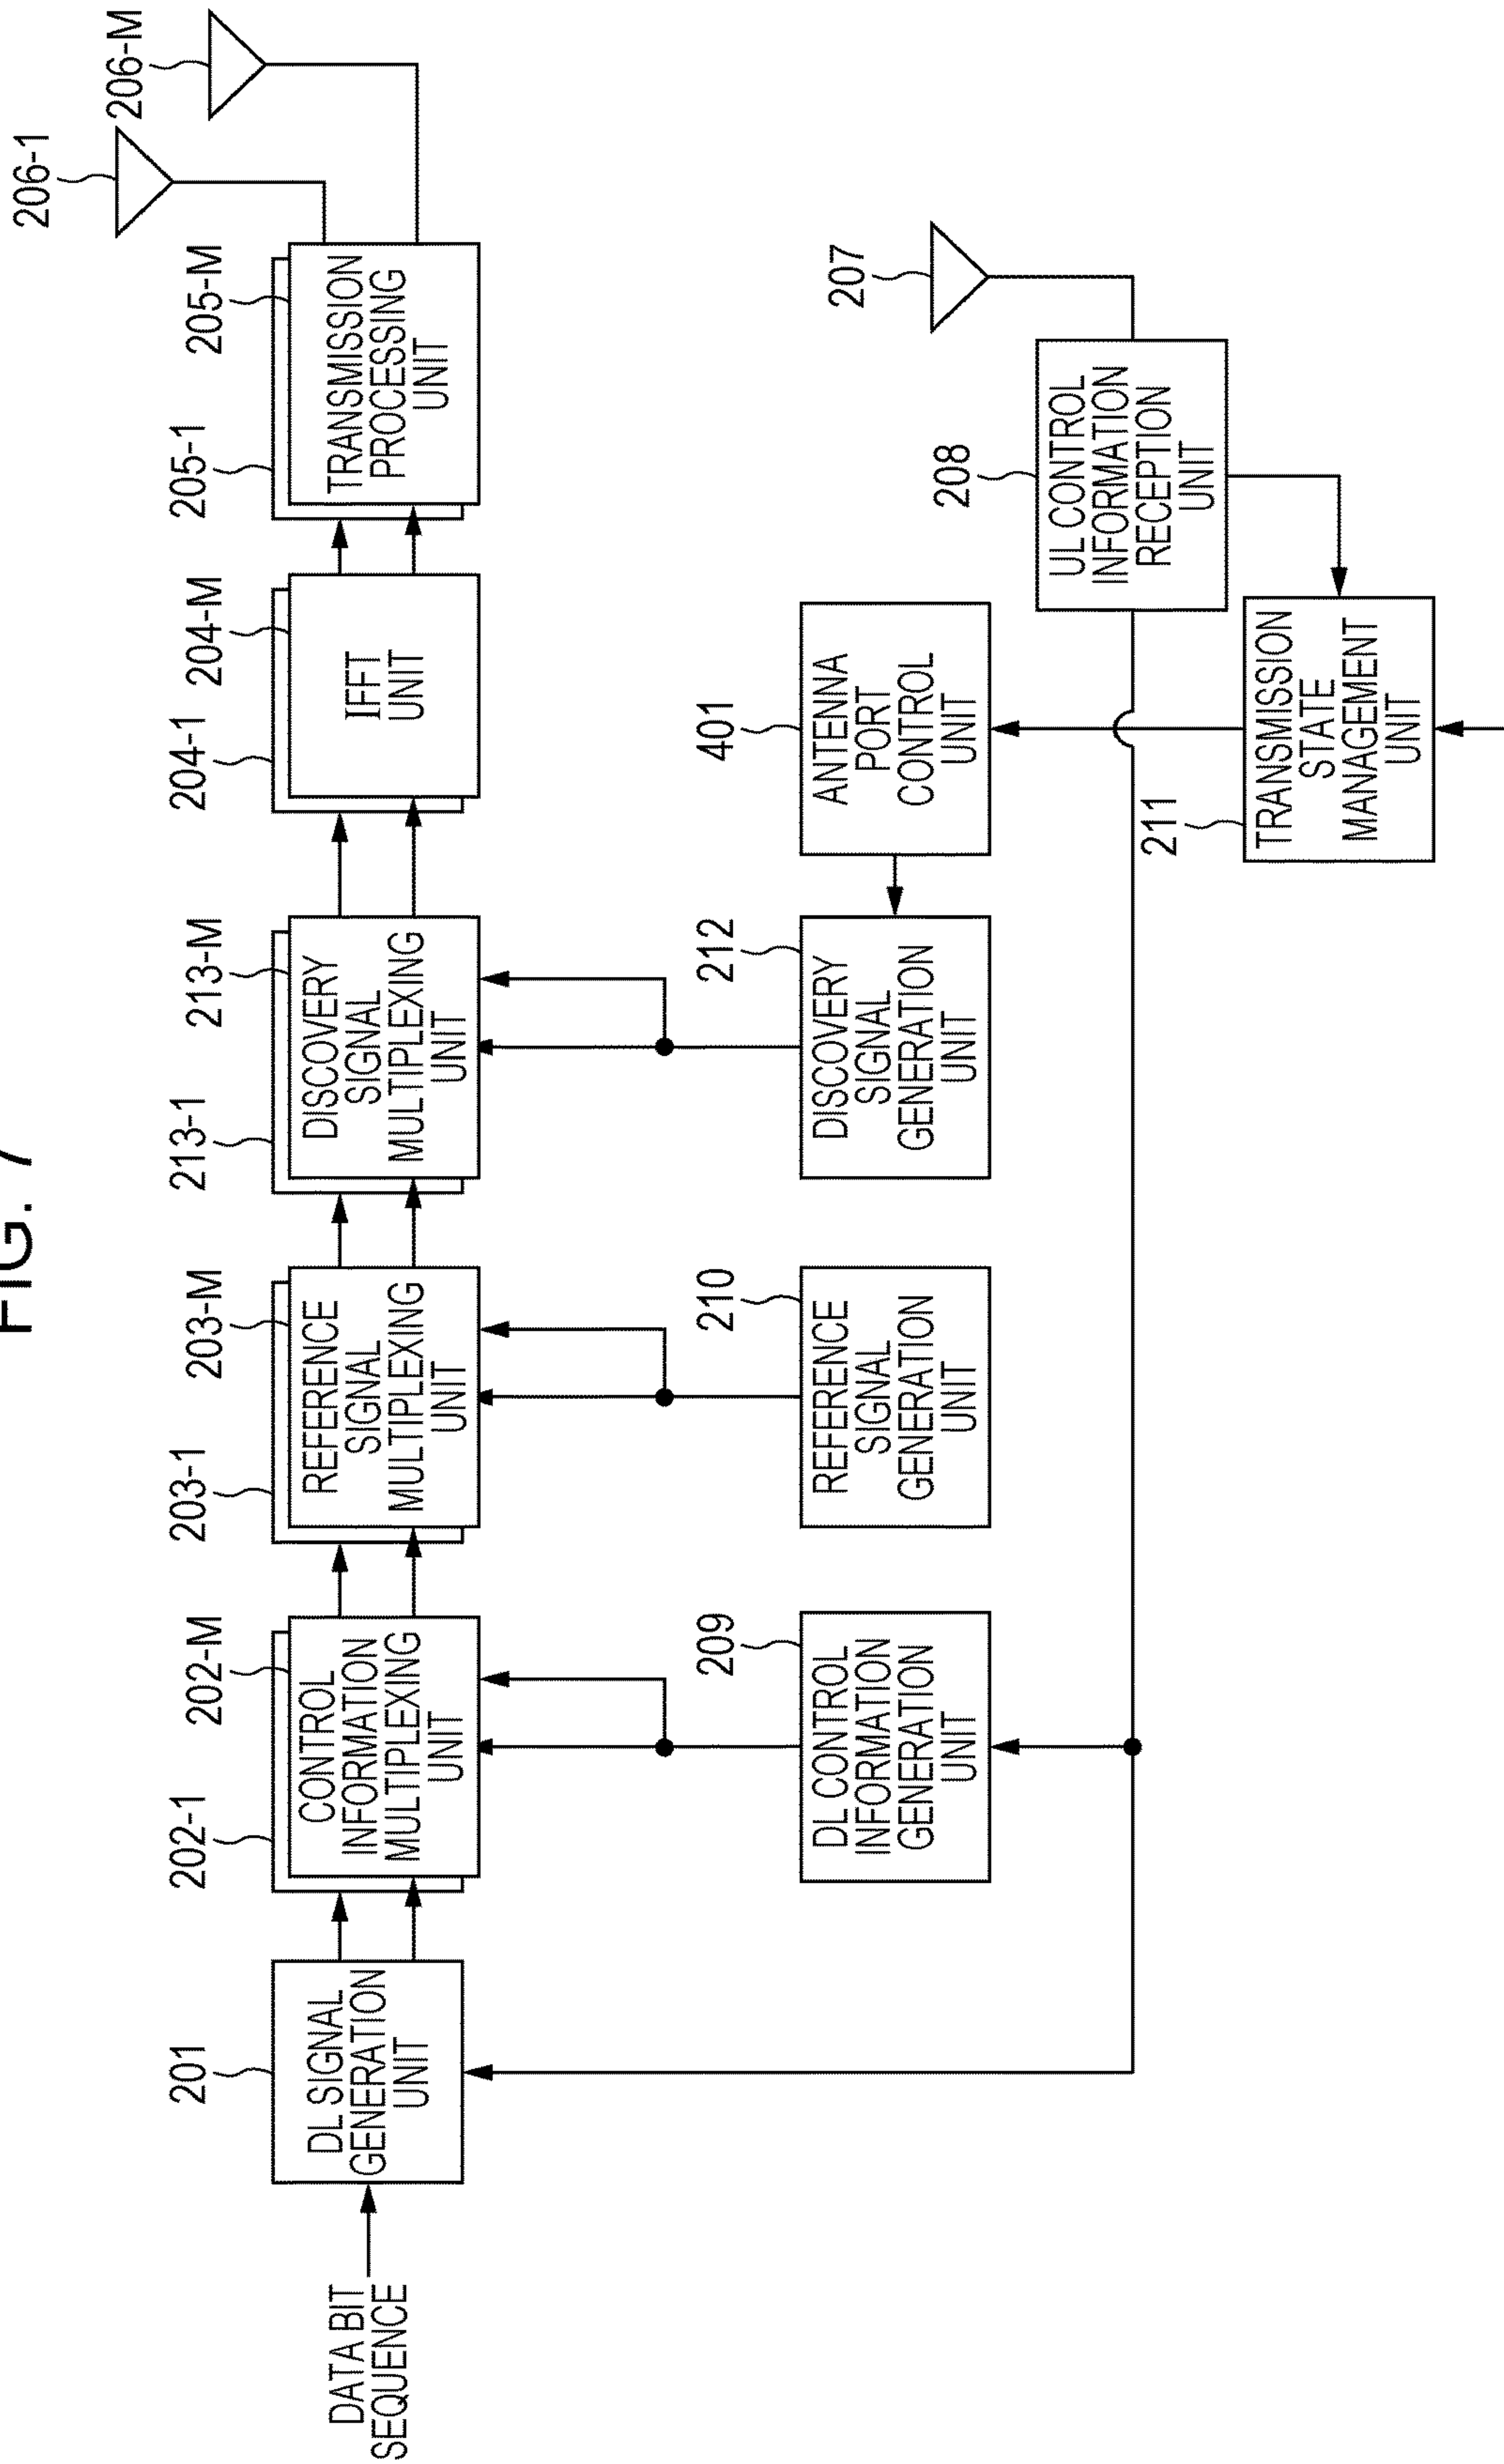 FIG. 7
206-1
206-M
205-1
205-M
TRANSMISSION
PROCESSING
UNIT
204-1
204-M
IFFT
UNIT
213-1
213-M
DISCOVERY
SIGNAL
MULTIPLEXING
UNIT
203-1
203-M
REFERENCE
SIGNAL
MULTIPLEXING
UNIT
202-1
202-M
CONTROL
INFORMATION
MULTIPLEXING
UNIT
201
DL SIGNAL
GENERATION
UNIT
DATA BIT
SEQUENCE
209
DL CONTROL
INFORMATION
GENERATION
UNIT
210
REFERENCE
SIGNAL
GENERATION
UNIT
212
DISCOVERY
SIGNAL
GENERATION
UNIT
401
ANTENNA
PORT
CONTROL
UNIT
207
208
UL CONTROL
INFORMATION
RECEPTION
UNIT
211
TRANSMISSION
STATE
MANAGEMENT
UNIT